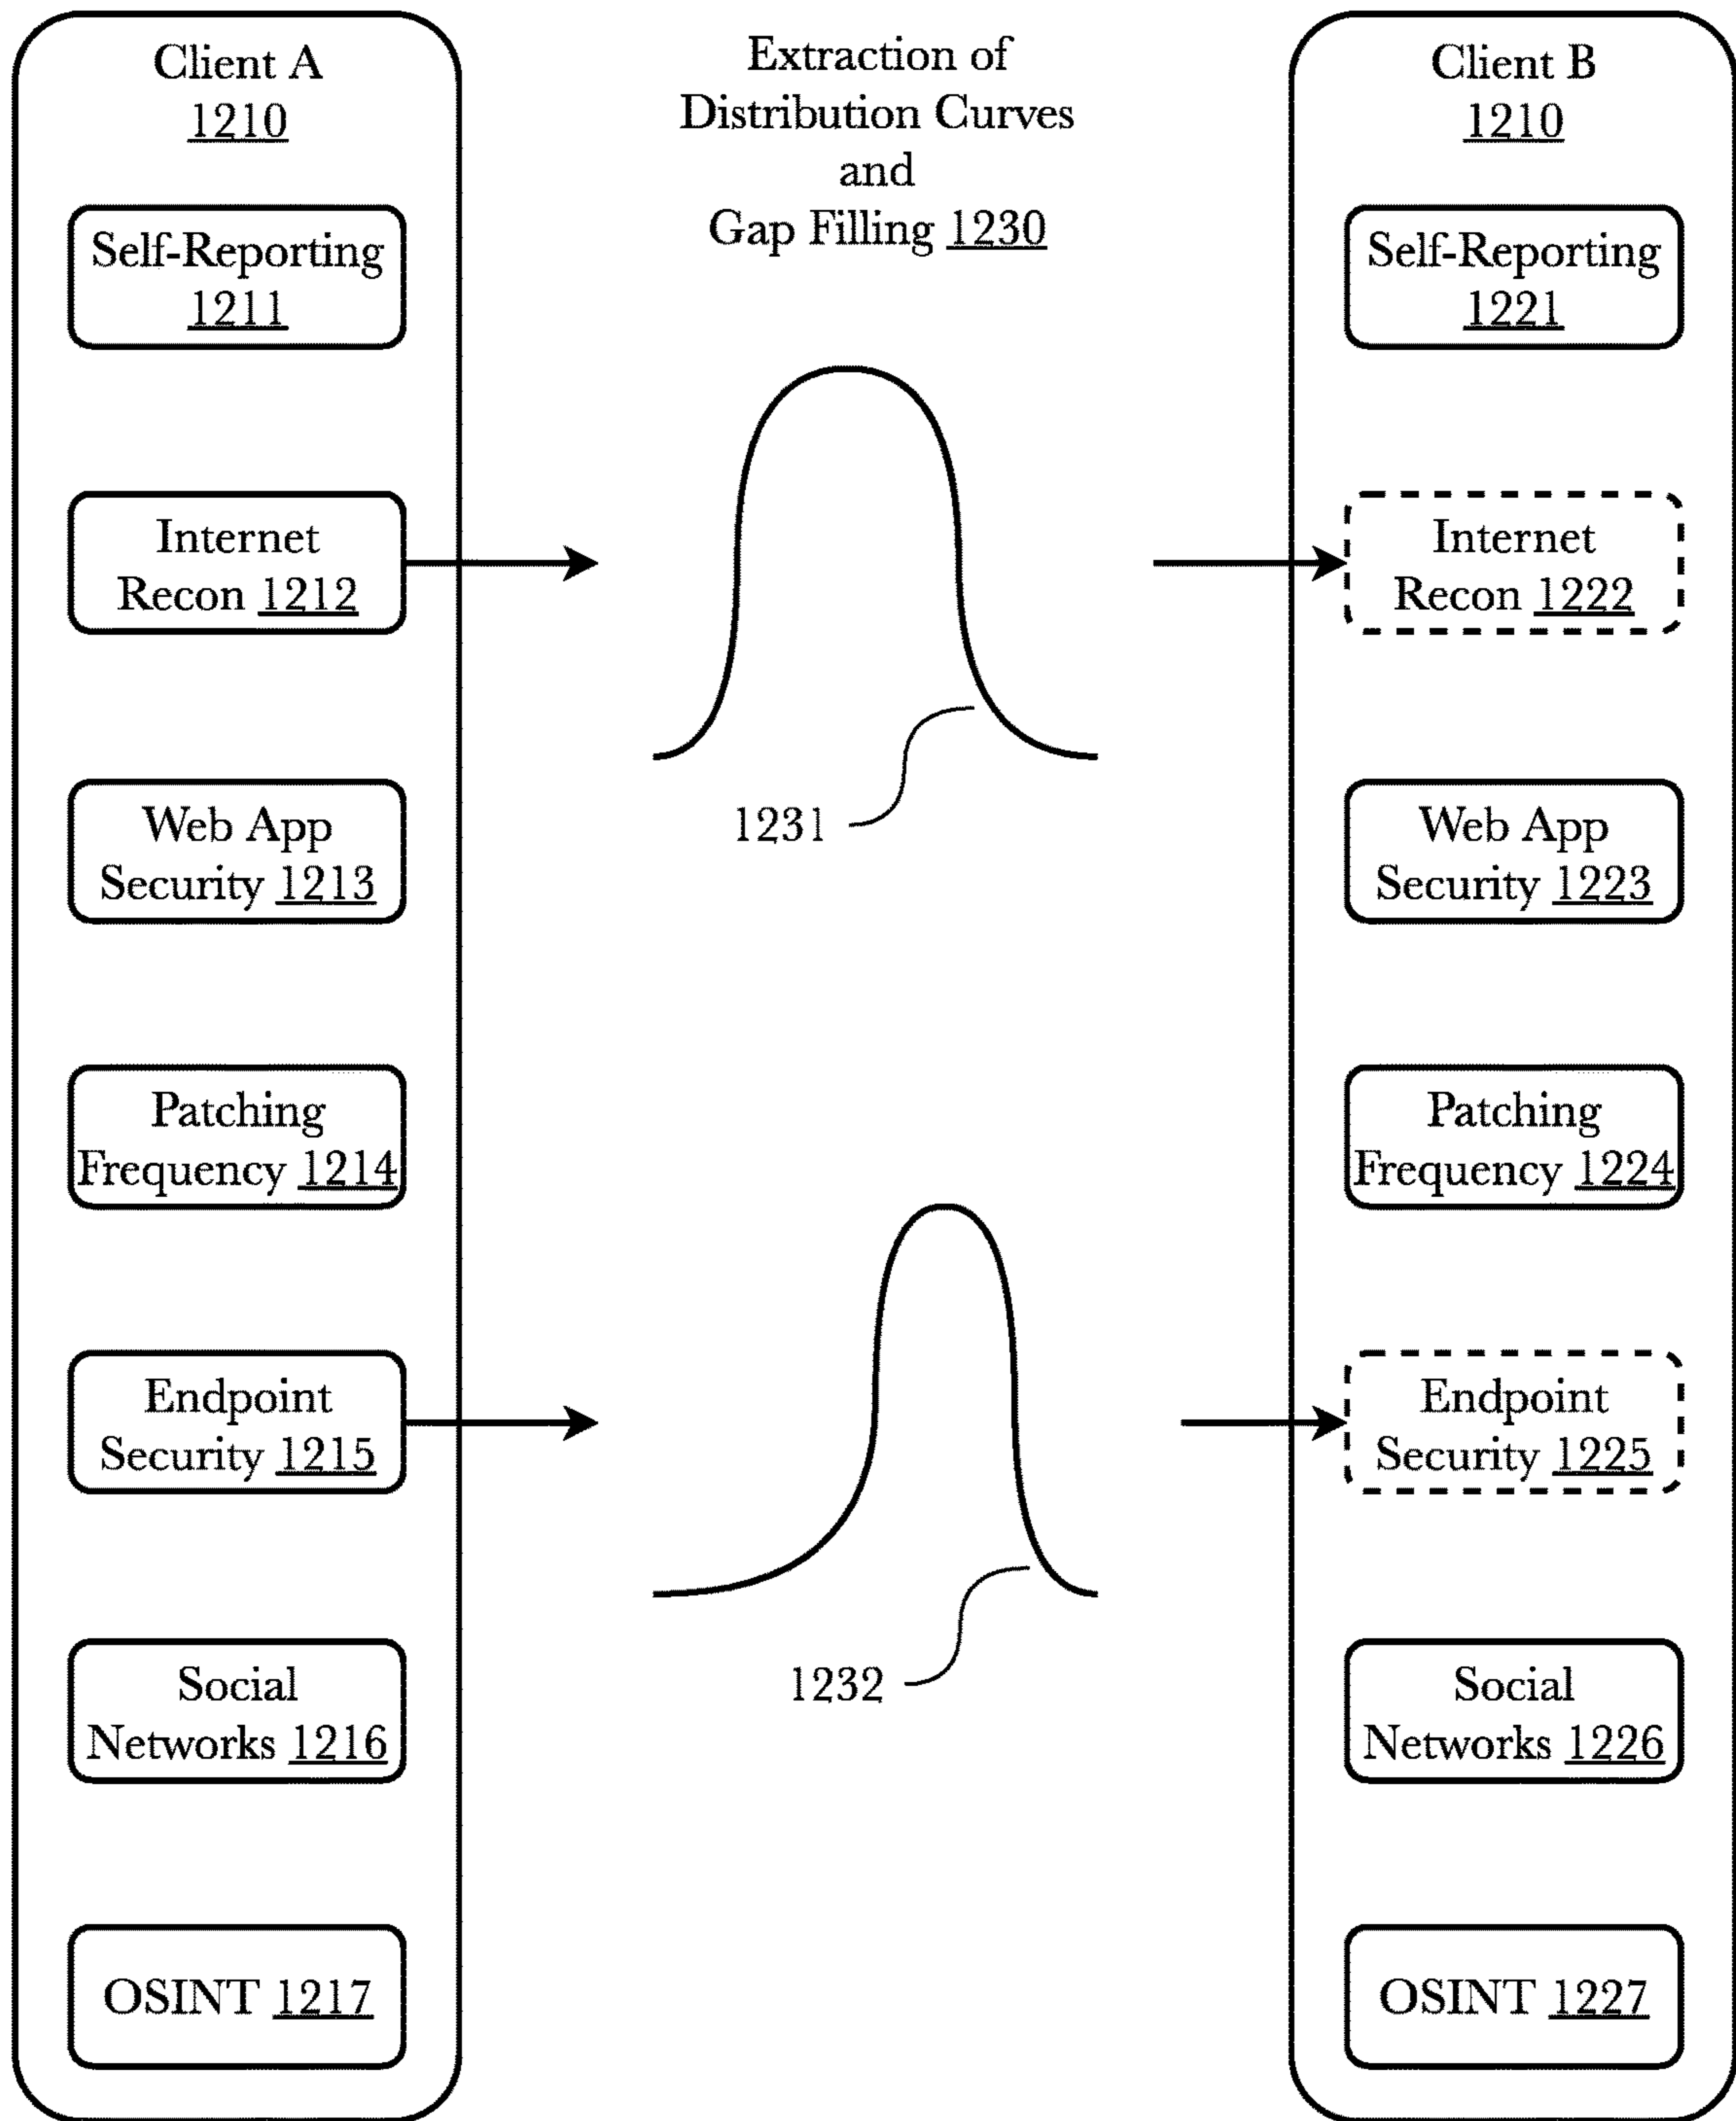 Client A
1210
Self-Reporting
1211
Internet
Recon 1212
Web App
Security 1213
Patching
Frequency 1214
Endpoint
Security 1215
Social
Networks 1216
OSINT 1217
Extraction of
Distribution Curves
and
Gap Filling 1230
1231
1232
Client B
1210
Self-Reporting
1221
Internet
Recon 1222
Web App
Security 1223
Patching
Frequency 1224
Endpoint
Security 1225
Social
Networks 1226
OSINT 1227